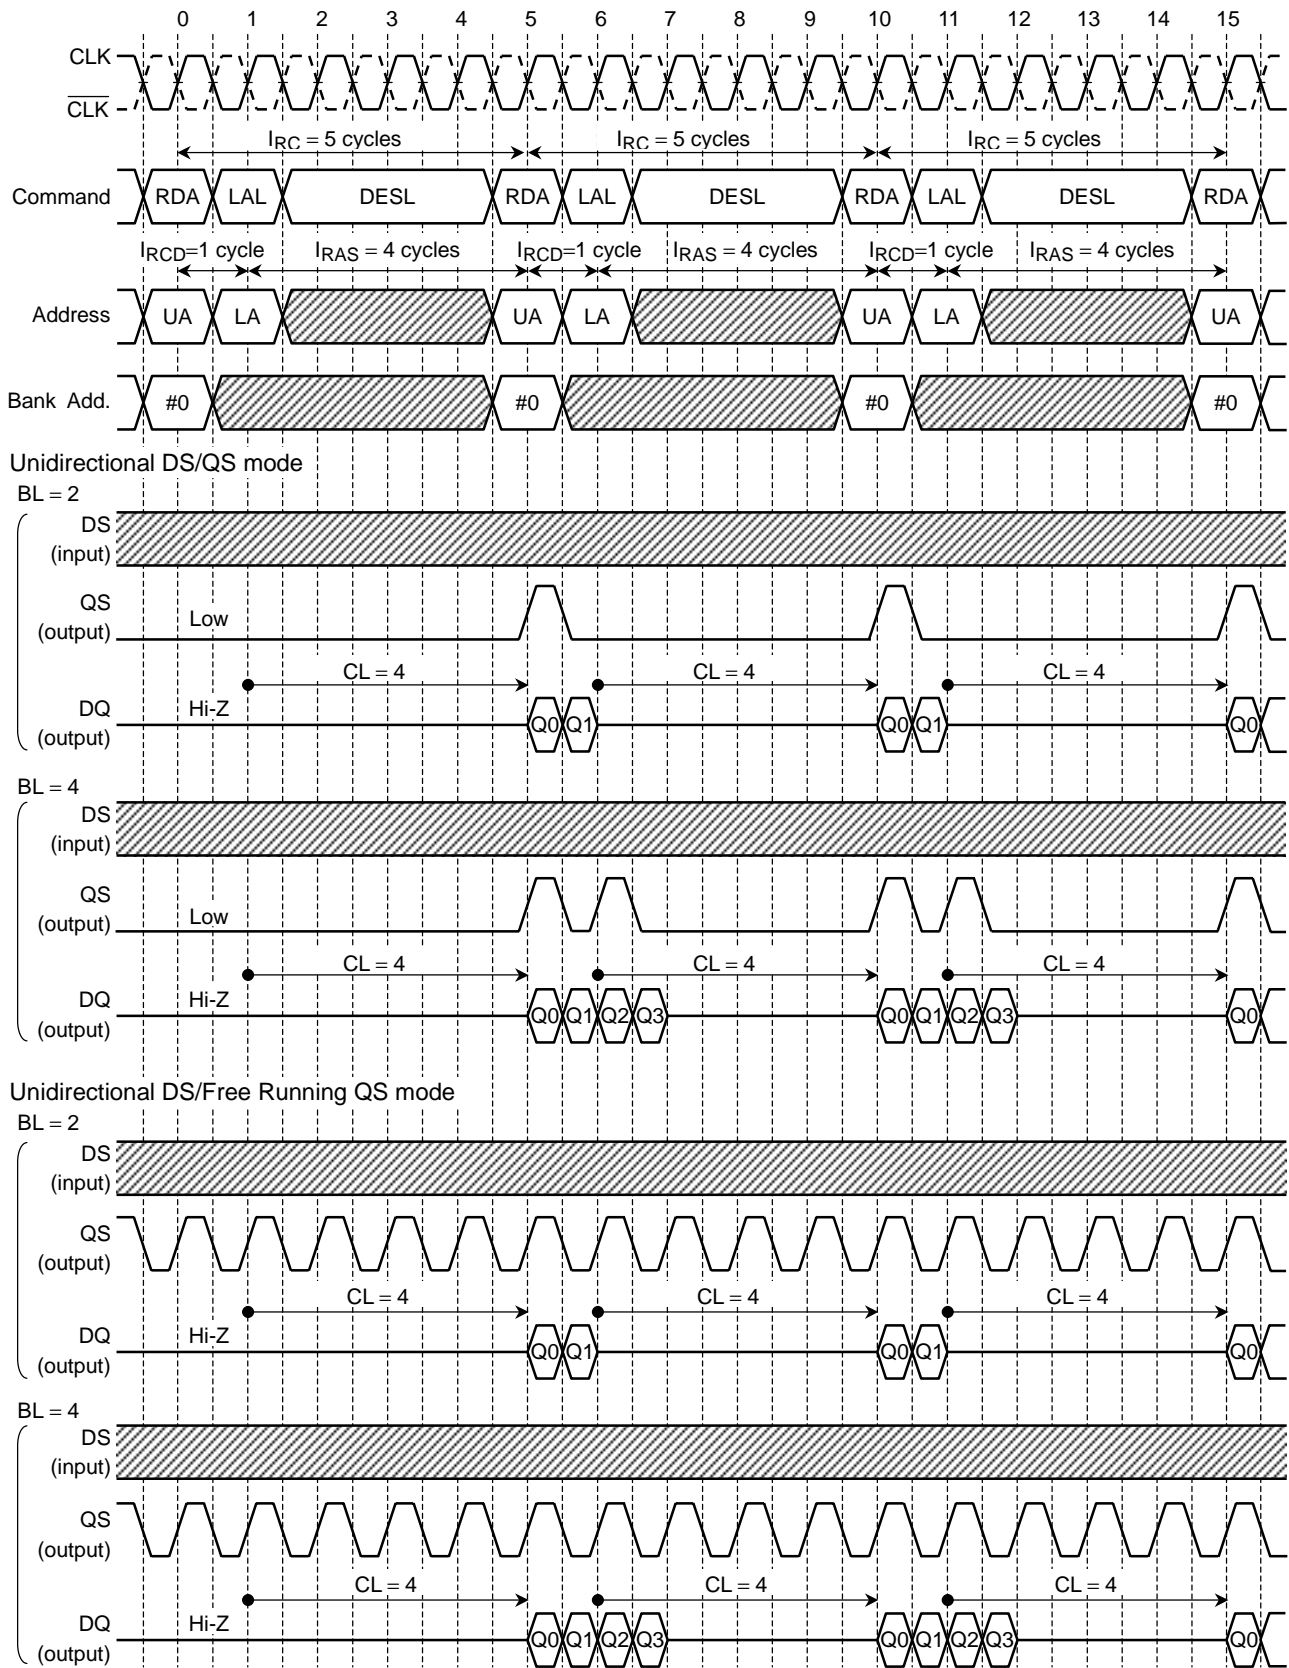 0 1 2 3 4 5 6 7 8 9 10 11 12 13 14 15
CLK
CLK
IRC = 5 cycles IRC = 5 cycles IRC = 5 cycles
Command RDA LAL DESL RDA LAL DESL RDA LAL DESL RDA
IRCD=1 cycle IRAS = 4 cycles IRCD=1 cycle IRAS = 4 cycles IRCD=1 cycle IRAS = 4 cycles
Address UA LA UA LA UA LA UA
Bank Add. #0 #0 #0 #0
Unidirectional DS/QS mode
BL = 2
DS
(input)
QS
(output) Low
CL = 4 CL = 4 CL = 4
DQ Hi-Z
(output) Q0 Q1 Q0 Q1 Q0
BL = 4
DS
(input)
QS
(output) Low
CL = 4 CL = 4 CL = 4
DQ Hi-Z
(output) Q0 Q1 Q2 Q3 Q0 Q1 Q2 Q3 Q0
Unidirectional DS/Free Running QS mode
BL = 2
DS
(input)
QS
(output)
CL = 4 CL = 4 CL = 4
DQ Hi-Z
(output) Q0 Q1 Q0 Q1 Q0
BL = 4
DS
(input)
QS
(output)
CL = 4 CL = 4 CL = 4
DQ Hi-Z
(output) Q0 Q1 Q2 Q3 Q0 Q1 Q2 Q3 Q0